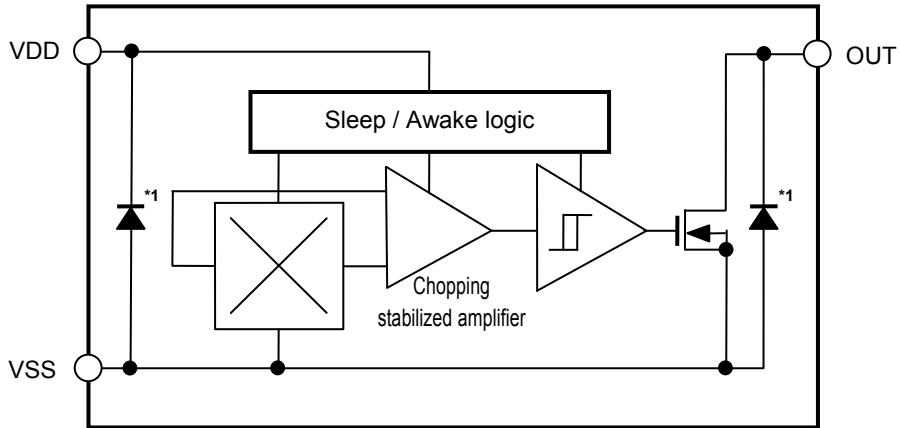 VDD
OUT
Sleep / Awake logic
*1
*1
Chopping
stabilized amplifier
VSS